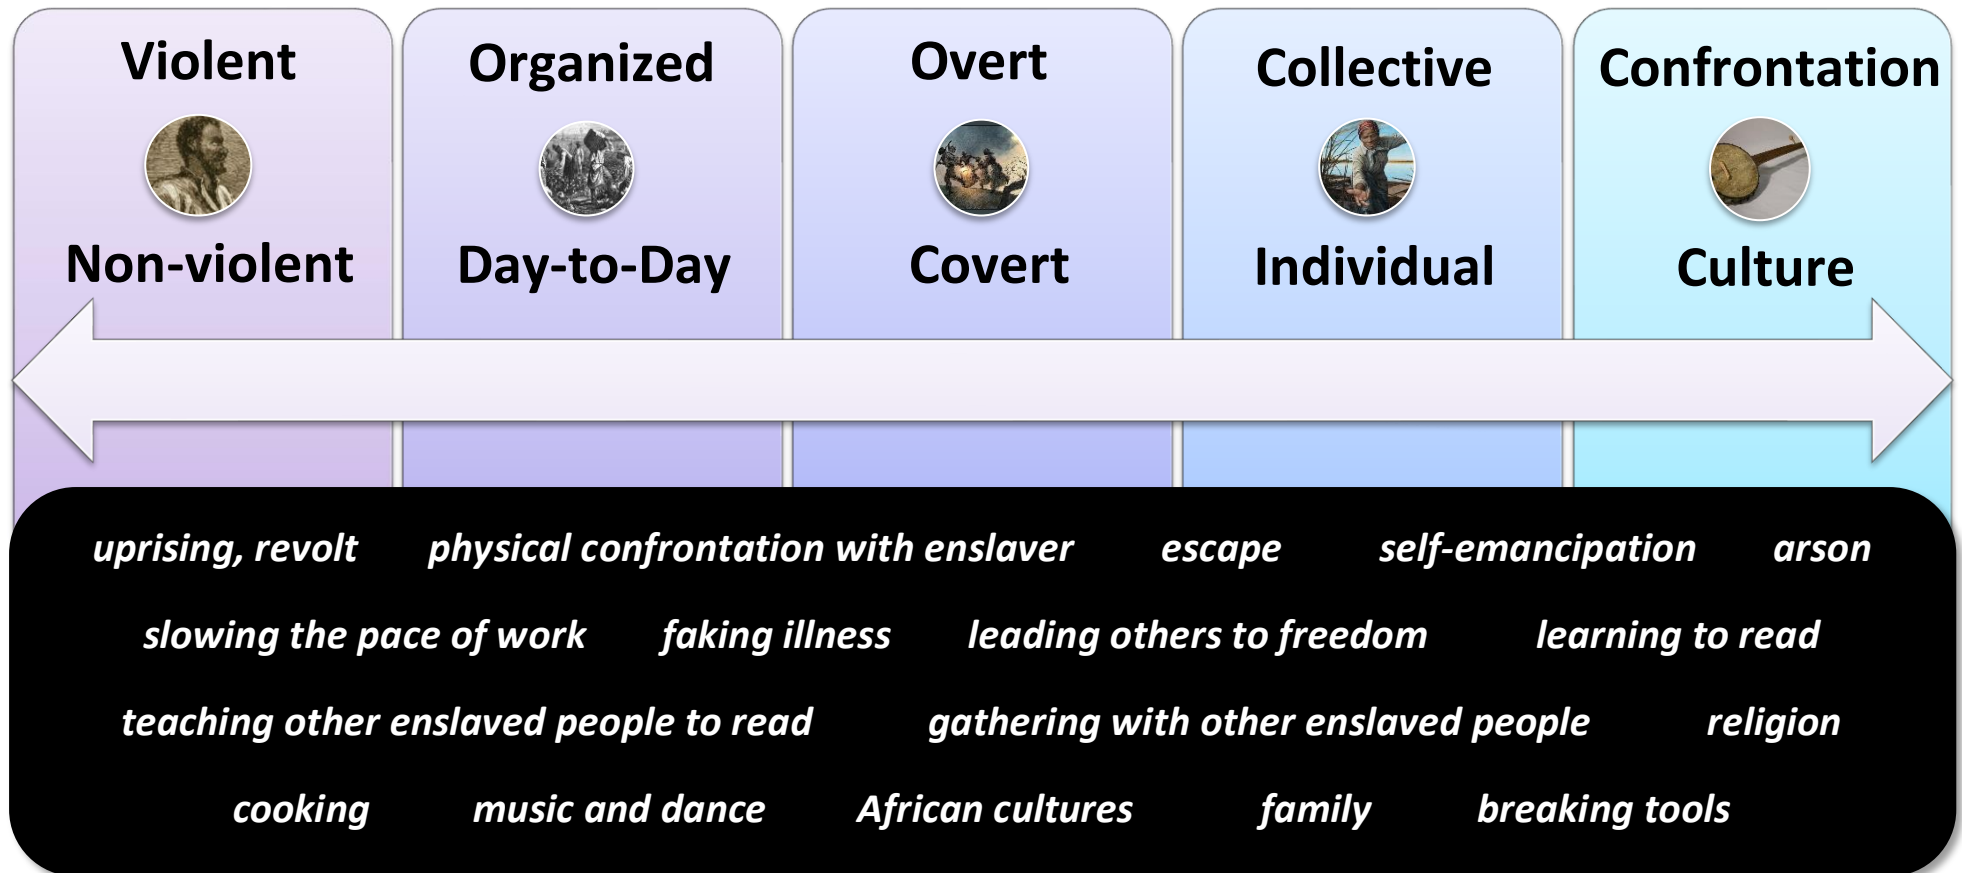 Violent Organized Overt Collective Confrontation
Non-violent Day-to-Day Covert Individual Culture
uprising, revolt physical confrontation with enslaver escape self-emancipation arson
slowing the pace of work faking illness leading others to freedom learning to read
teaching other enslaved people to read gathering with other enslaved people religion
cooking music and dance African cultures family breaking tools